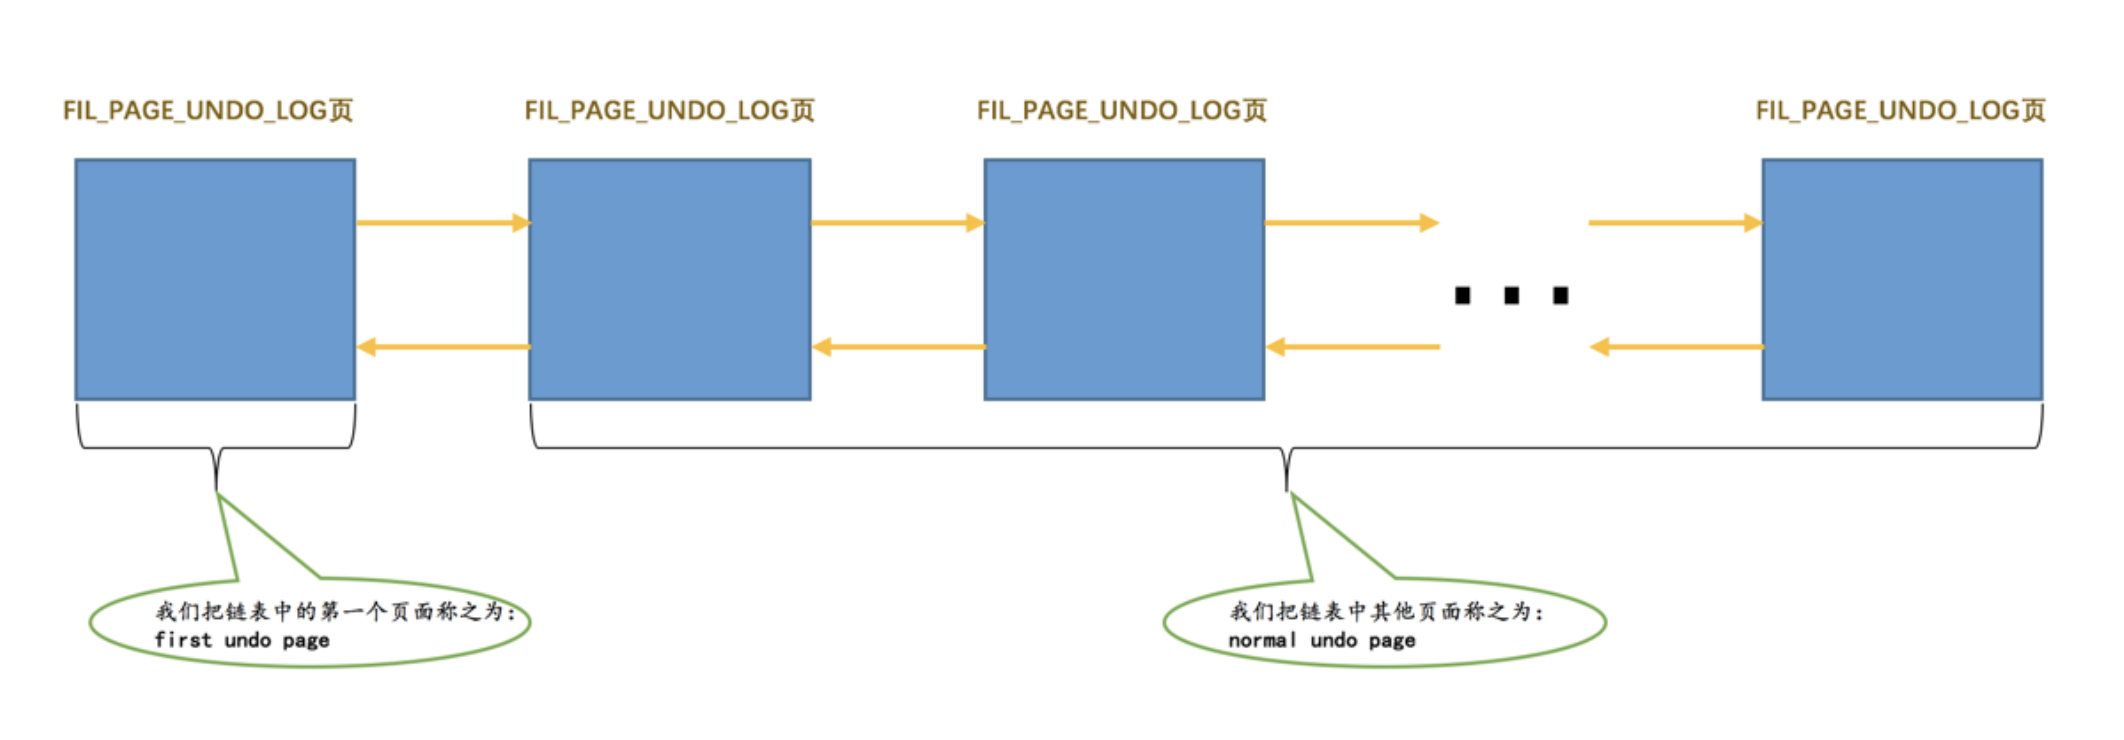 FIL_PAGE_UNDO_LOG页
FIL_PAGE_UNDO_LOG页
FIL_PAGE_UNDO_LOG页
FIL_PAGE_UNDO_LOG页
我们把链表中的第一个页面称之为：
first undo page
我们把链表中其他页面称之为：
normal undo page